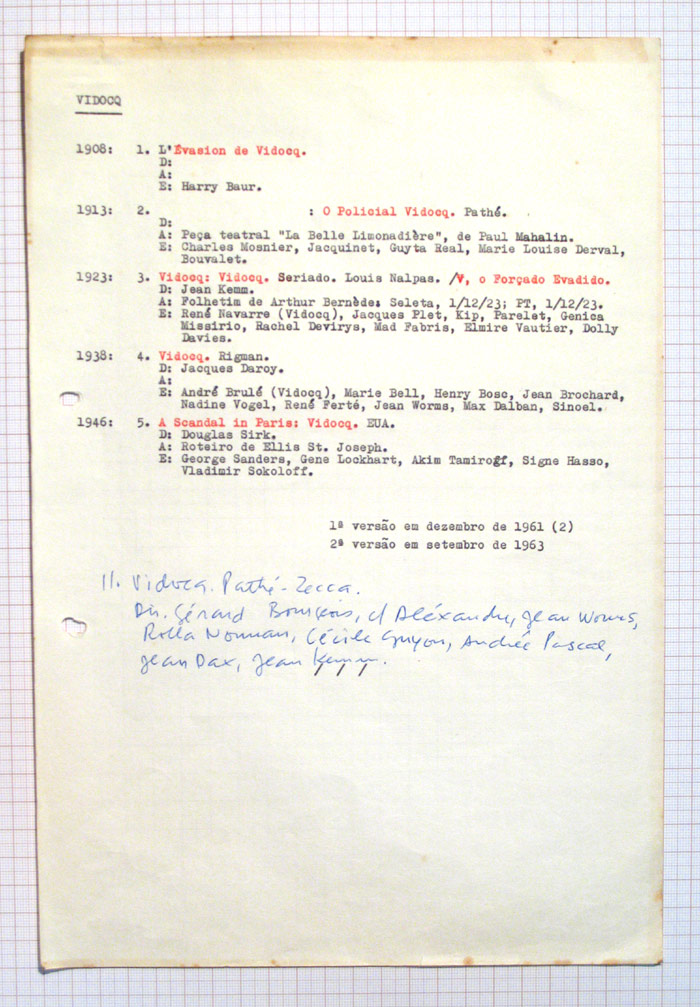 VIDOCQ
1908: 1. L'Évasion de Vidocq.
D:
A:
E: Harry Baur.
1913: 2. : O Policial Vidocq. Pathé.
D:
A: Peça teatral "La Belle Limonadière", de Paul Mahalin.
E: Charles Mosnier, Jacquinet, Guyta Real, Marie Louise Derval,
Bouvalet.
1923: 3. Vidocq: Vidocq. Seriado. Louis Nalpas. /V, o Forçado Evadido.
D: Jean Kemm.
A: Folhetim de Arthur Bernède: Seleta, 1/12/23; PT, 1/12/23.
E: René Navarre (Vidocq), Jacques Plet, Kip, Parelet, Genica
Missirio, Rachel Devirys, Mad Fabris, Elmire Vautier, Dolly
Davies.
1938: 4. Vidocq. Rigman.
D: Jacques Daroy.
A:
E: André Brulé (Vidocq), Marie Bell, Henry Bosc, Jean Brochard,
Nadine Vogel, René Ferté, Jean Worms, Max Dalban, Sinoel.
1946: 5. A Scandal in Paris: Vidocq. EUA.
D: Douglas Sirk.
A: Roteiro de Ellis St. Joseph.
E: George Sanders, Gene Lockhart, Akim Tamiroff, Signe Hasso,
Vladimir Sokoloff.
1ª versão em dezembro de 1961 (2)
2ª versão em setembro de 1963
11. Vidocq. Pathé-Zecca.
Dir. Gérard Bourgeois, c/ Aléxandre, Jean Worms,
Rolla Norman, Cécile Guyon, Andrée Pascal,
Jean Dax, Jean Kemm.